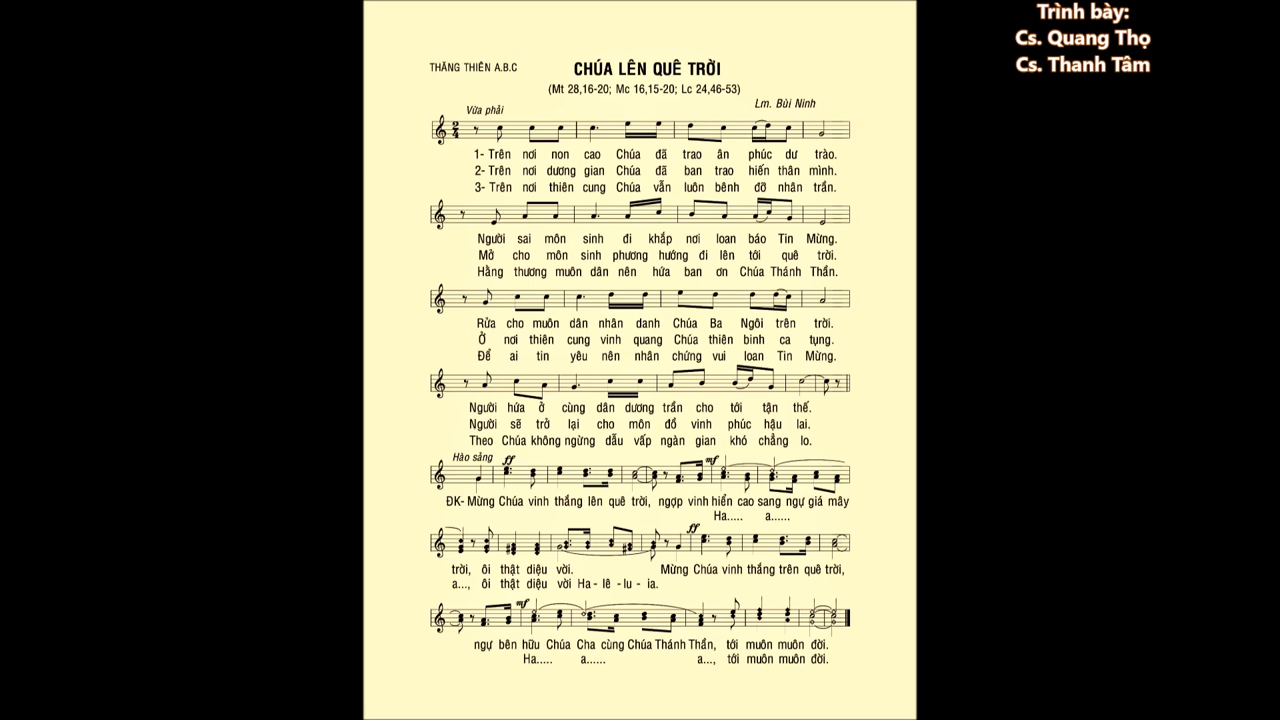 Trình bày:
Cs. Quang Thọ
Cs. Thanh Tâm
THĂNG THIÊN A.B.C
CHÚA LÊN QUÊ TRỜI
(Mt 28,16-20; Mc 16,15-20; Lc 24,46-53)
Vừa phải
Lm. Bùi Ninh
1- Trên nơi non cao Chúa đã trao ân phúc dư trào.
2- Trên nơi dương gian Chúa đã ban trao hiến thân mình.
3- Trên nơi thiên cung Chúa vẫn luôn bênh đỡ nhân trần.
Người sai môn sinh đi khắp nơi loan báo Tin Mừng.
Mở cho môn sinh phương hướng đi lên tới quê trời.
Hằng thương muôn dân nên hứa ban ơn Chúa Thánh Thần.
Rửa cho muôn dân nhân danh Chúa Ba Ngôi trên trời.
Ở nơi thiên cung vinh quang Chúa thiên binh ca tụng.
Để ai tin yêu nên nhân chứng vui loan Tin Mừng.
Người hứa ở cùng dân dương trần cho tới tận thế.
Người sẽ trở lại cho môn đồ vinh phúc hậu lai.
Theo Chúa không ngừng dẫu vấp ngàn gian khó chẳng lo.
Hào sảng
ff
mf
ĐK- Mừng Chúa vinh thắng lên quê trời, ngợp vinh hiển cao sang ngự giá mây
Ha..... a......
ff
trời, ôi thật diệu vời. Mừng Chúa vinh thắng trên quê trời,
a..., ôi thật diệu vời Ha - lê - lu - ia.
mf
ngự bên hữu Chúa Cha cùng Chúa Thánh Thần, tới muôn muôn đời.
Ha..... a...... a..., tới muôn muôn đời.